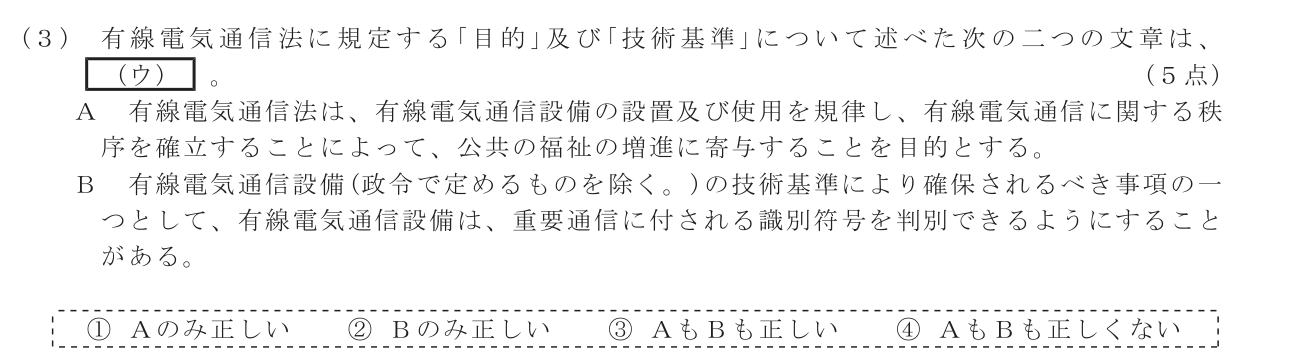 (3) 有線電気通信法に規定する「目的」及び「技術基準」について述べた次の二つの文章は、
(ウ) 。 (5点)
A 有線電気通信法は、有線電気通信設備の設置及び使用を規律し、有線電気通信に関する秩
序を確立することによって、公共の福祉の増進に寄与することを目的とする。
B 有線電気通信設備(政令で定めるものを除く。)の技術基準により確保されるべき事項の一
つとして、有線電気通信設備は、重要通信に付される識別符号を判別できるようにすること
がある。
① Aのみ正しい ② Bのみ正しい ③ AもBも正しい ④ AもBも正しくない